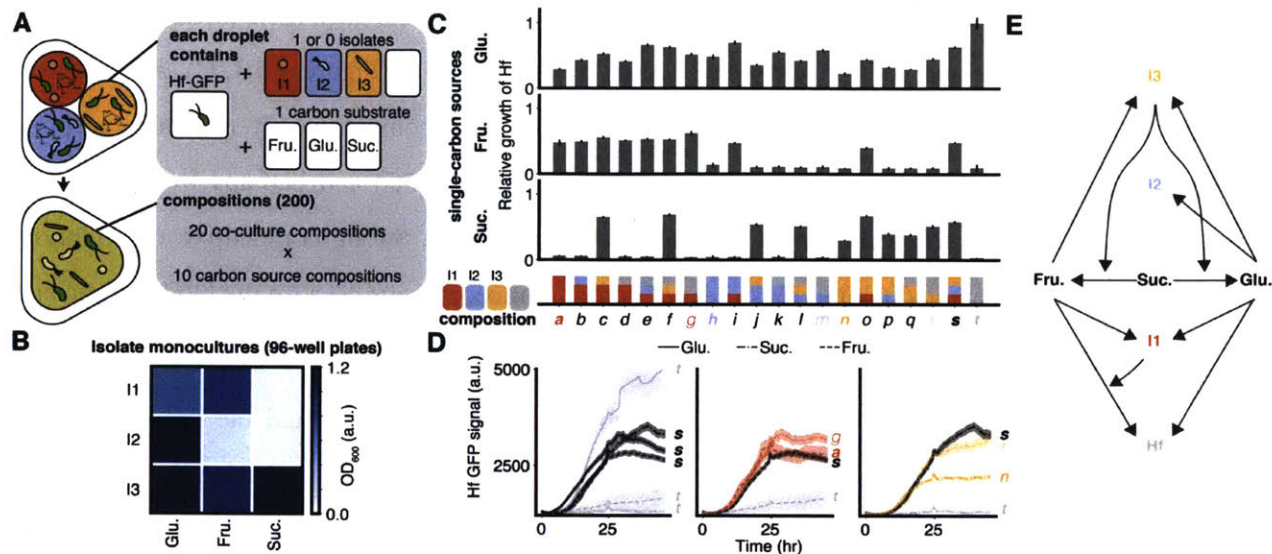 A
each droplet
contains
Hf-GFP
1 or 0 isolates
+
I1
I2
I3
1 carbon substrate
+
Fru.
Glu.
Suc.
compositions (200)
20 co-culture compositions
x
10 carbon source compositions
B
Isolate monocultures (96-well plates)
I1
I2
I3
Glu.
Fru.
Suc.
1.2
0.0
OD600 (a.u.)
C
single-carbon sources
Glu.
Fru.
Suc.
Relative growth of Hf
1
0
1
0
1
0
I1
I2
I3
composition
a b c d e f g h i j k l m n o p q r s t
D
Glu.
Suc.
Fru.
Hf GFP signal (a.u.)
5000
2500
0 25
0 25
0 25
Time (hr)
t
s
s
s
t
t
g
a
s
t
t
s
r
n
t
E
I3
I2
Fru.
Suc.
Glu.
I1
Hf